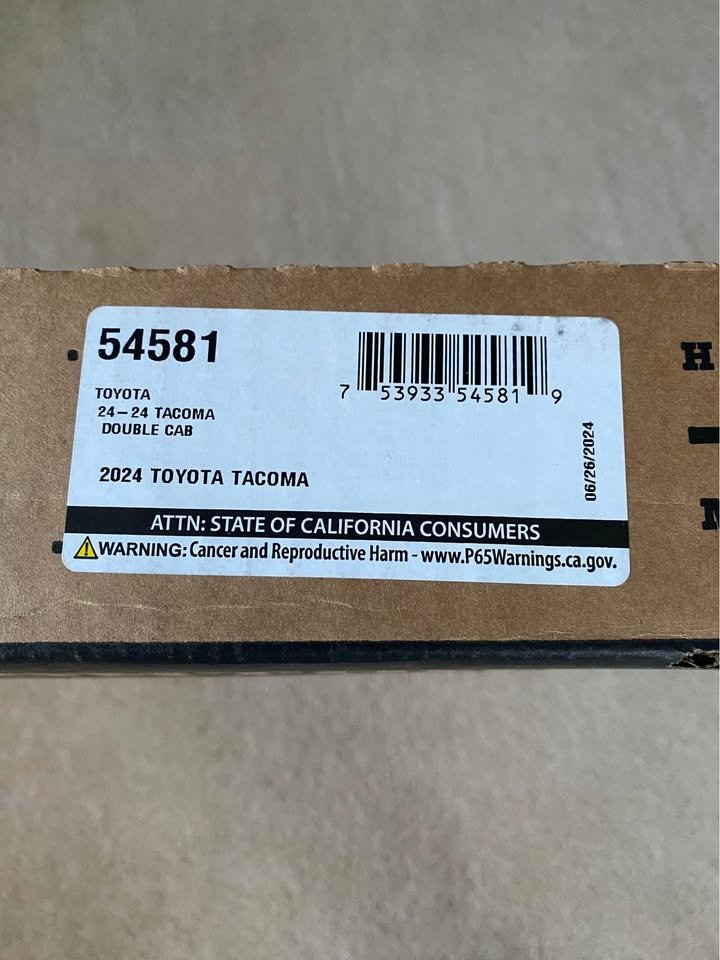 54581
7 53933 54581 9
TOYOTA
24-24 TACOMA
DOUBLE CAB
2024 TOYOTA TACOMA
06/26/2024
ATTN: STATE OF CALIFORNIA CONSUMERS
WARNING: Cancer and Reproductive Harm - www.P65Warnings.ca.gov.
H